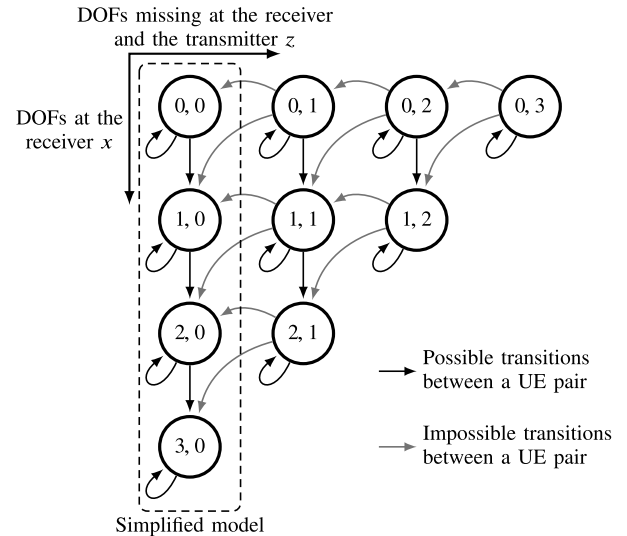 DOFs missing at the receiver
and the transmitter z
DOFs at the
receiver x
0, 0
0, 1
0, 2
0, 3
1, 0
1, 1
1, 2
2, 0
2, 1
3, 0
Possible transitions
between a UE pair
Impossible transitions
between a UE pair
Simplified model